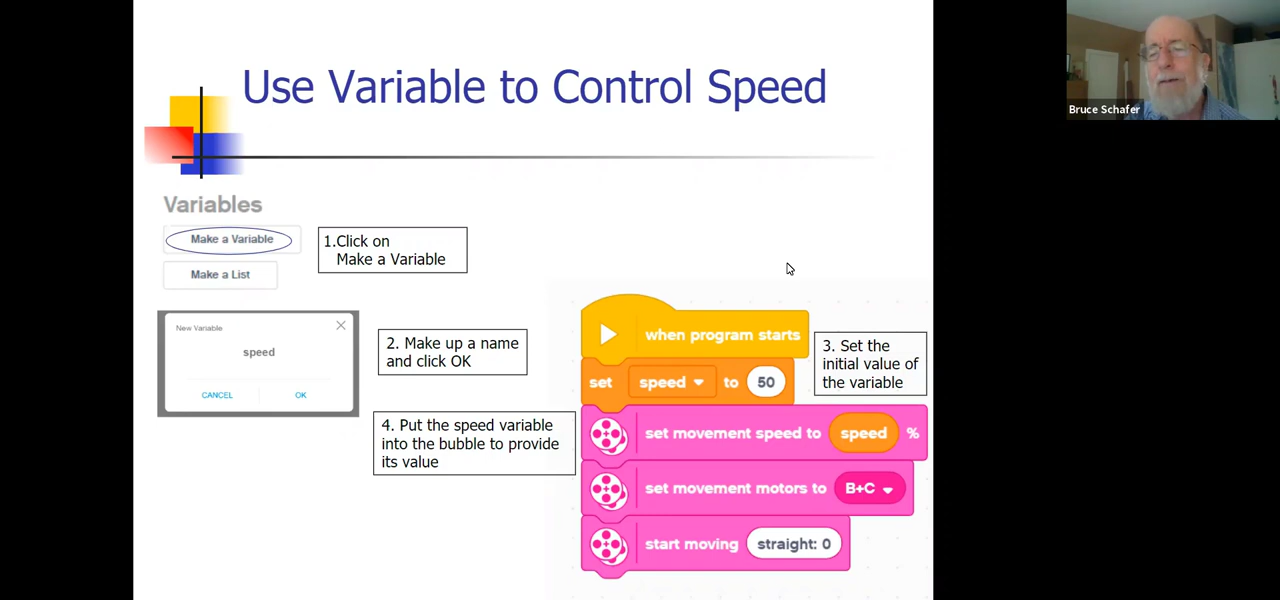 Use Variable to Control Speed
Bruce Schafer
Variables
Make a Variable
1.Click on
Make a Variable
Make a List
New Variable
speed
CANCEL
OK
2. Make up a name
and click OK
when program starts
3. Set the
initial value of
the variable
set speed to 50
4. Put the speed variable
into the bubble to provide
its value
set movement speed to speed %
set movement motors to B+C
start moving straight: 0